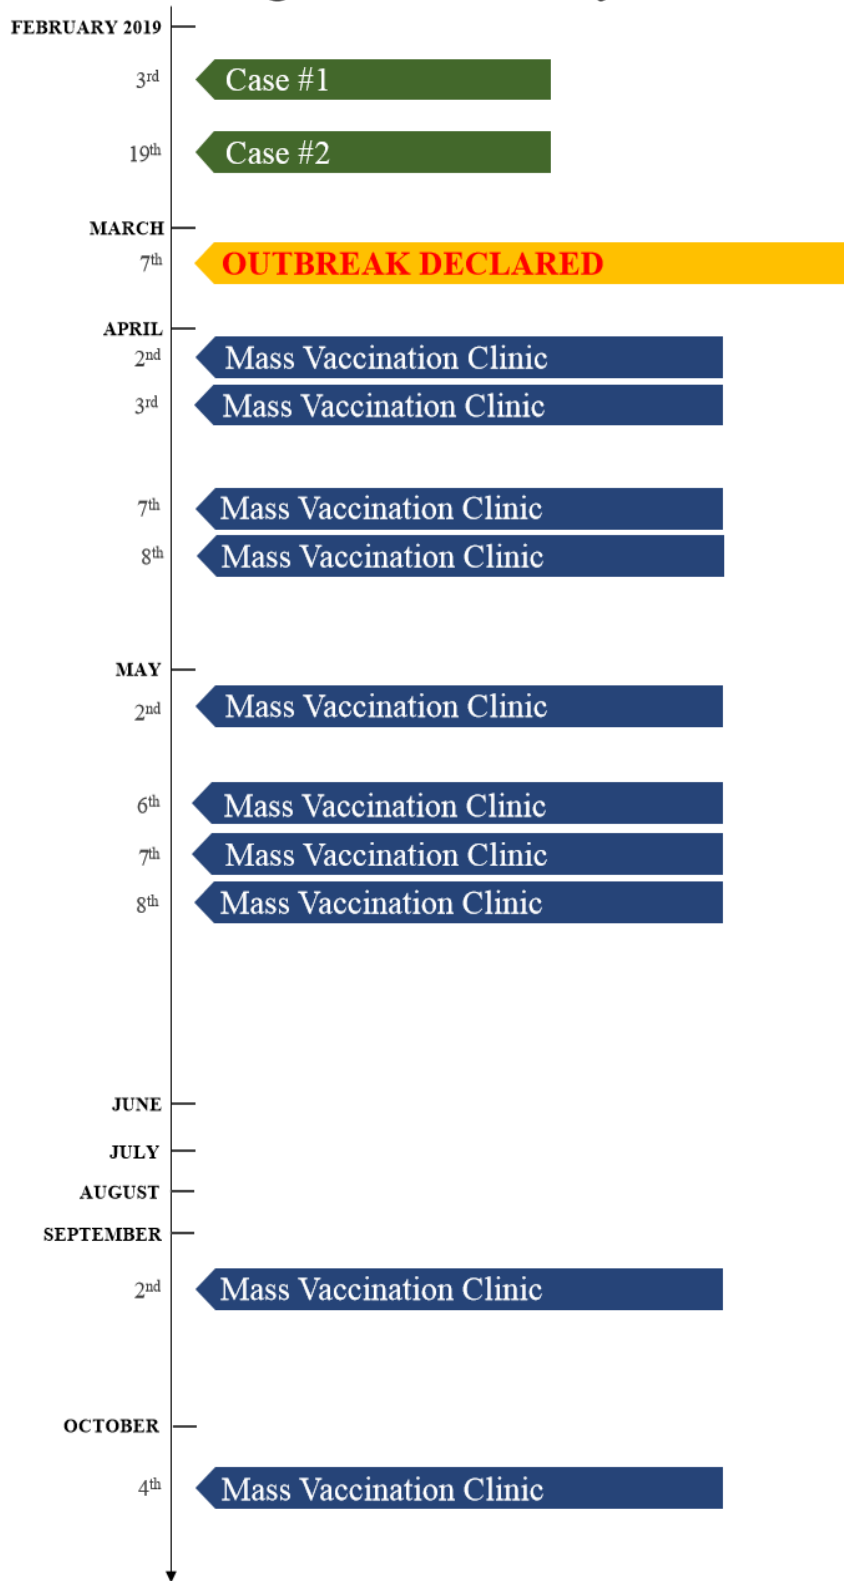 FEBRUARY 2019
3rd Case #1
19th Case #2
MARCH
7th OUTBREAK DECLARED
APRIL
2nd Mass Vaccination Clinic
3rd Mass Vaccination Clinic
7th Mass Vaccination Clinic
8th Mass Vaccination Clinic
MAY
2nd Mass Vaccination Clinic
6th Mass Vaccination Clinic
7th Mass Vaccination Clinic
8th Mass Vaccination Clinic
JUNE
JULY
AUGUST
SEPTEMBER
2nd Mass Vaccination Clinic
OCTOBER
4th Mass Vaccination Clinic